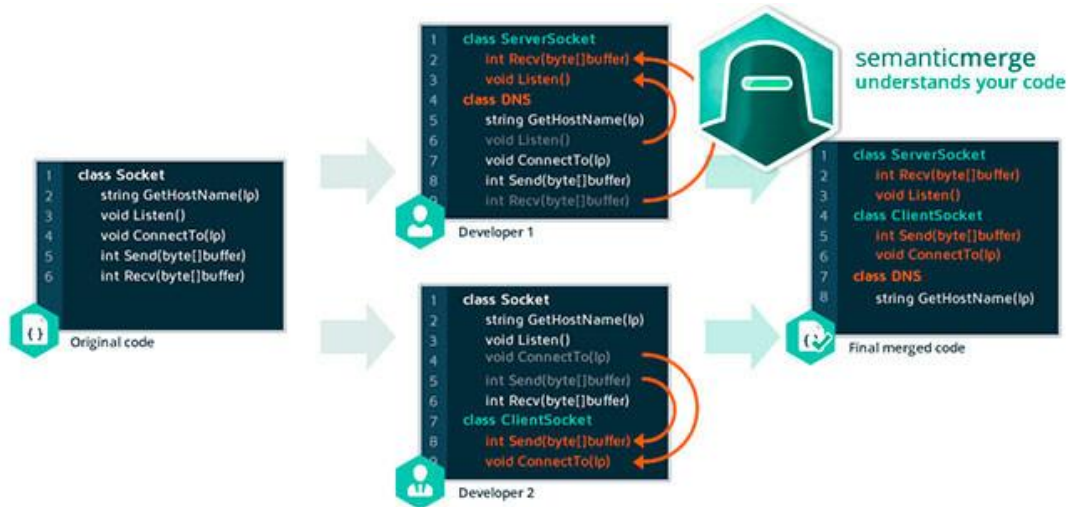 1 class Socket
2 string GetHostName(Ip)
3 void Listen()
4 void ConnectTo(Ip)
5 int Send(byte[]buffer)
6 int Recv(byte[]buffer)
{ }
Original code
1 class ServerSocket
2 int Recv(byte[]buffer)
3 void Listen()
4 class DNS
5 string GetHostName(Ip)
6 void Listen()
7 void ConnectTo(Ip)
8 int Send(byte[]buffer)
9 int Recv(byte[]buffer)
Developer 1
1 class Socket
2 string GetHostName(Ip)
3 void Listen()
4 void ConnectTo(Ip)
5 int Send(byte[]buffer)
6 int Recv(byte[]buffer)
7 class ClientSocket
8 int Send(byte[]buffer)
9 void ConnectTo(Ip)
Developer 2
semanticmerge
understands your code
1 class ServerSocket
2 int Recv(byte[]buffer)
3 void Listen()
4 class ClientSocket
5 int Send(byte[]buffer)
6 void ConnectTo(Ip)
7 class DNS
8 string GetHostName(Ip)
Final merged code